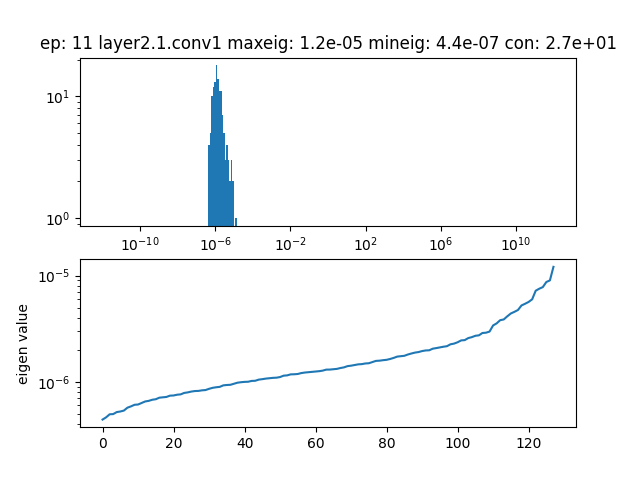 ep: 11 layer2.1.conv1 maxeig: 1.2e-05 mineig: 4.4e-07 con: 2.7e+01
10¹
10⁰
10⁻¹⁰ 10⁻⁶ 10⁻² 10² 10⁶ 10¹⁰
10⁻⁵
10⁻⁶
eigen value
0 20 40 60 80 100 120